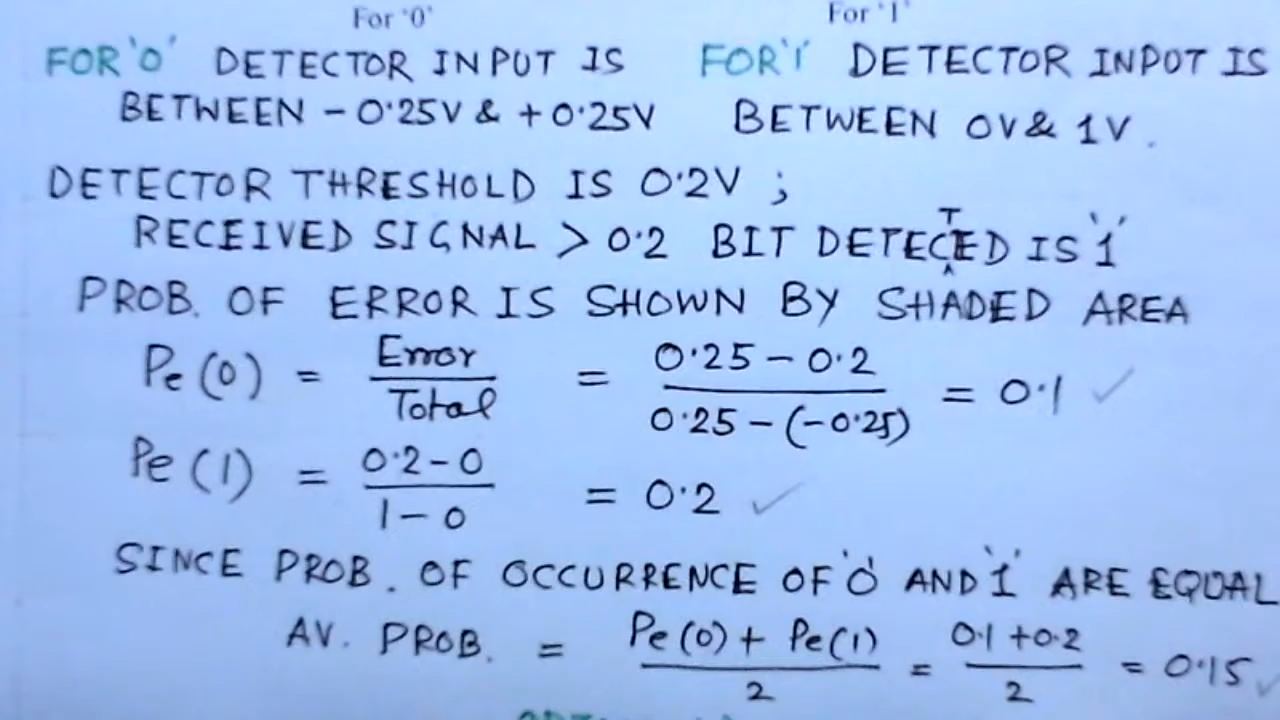 For '0' For '1'
FOR '0' DETECTOR INPUT IS FOR '1' DETECTOR INPUT IS
BETWEEN - 0.25V & + 0.25V BETWEEN 0V & 1V.
DETECTOR THRESHOLD IS 0.2V ;
RECEIVED SIGNAL > 0.2 BIT DETECTED IS '1'
PROB. OF ERROR IS SHOWN BY SHADED AREA
Pe (0) = Error / Total = 0.25 - 0.2 / 0.25 - (-0.25) = 0.1 ✓
Pe (1) = 0.2 - 0 / 1 - 0 = 0.2 ✓
SINCE PROB. OF OCCURRENCE OF '0' AND '1' ARE EQUAL
AV. PROB. = Pe (0) + Pe (1) / 2 = 0.1 + 0.2 / 2 = 0.15 ✓